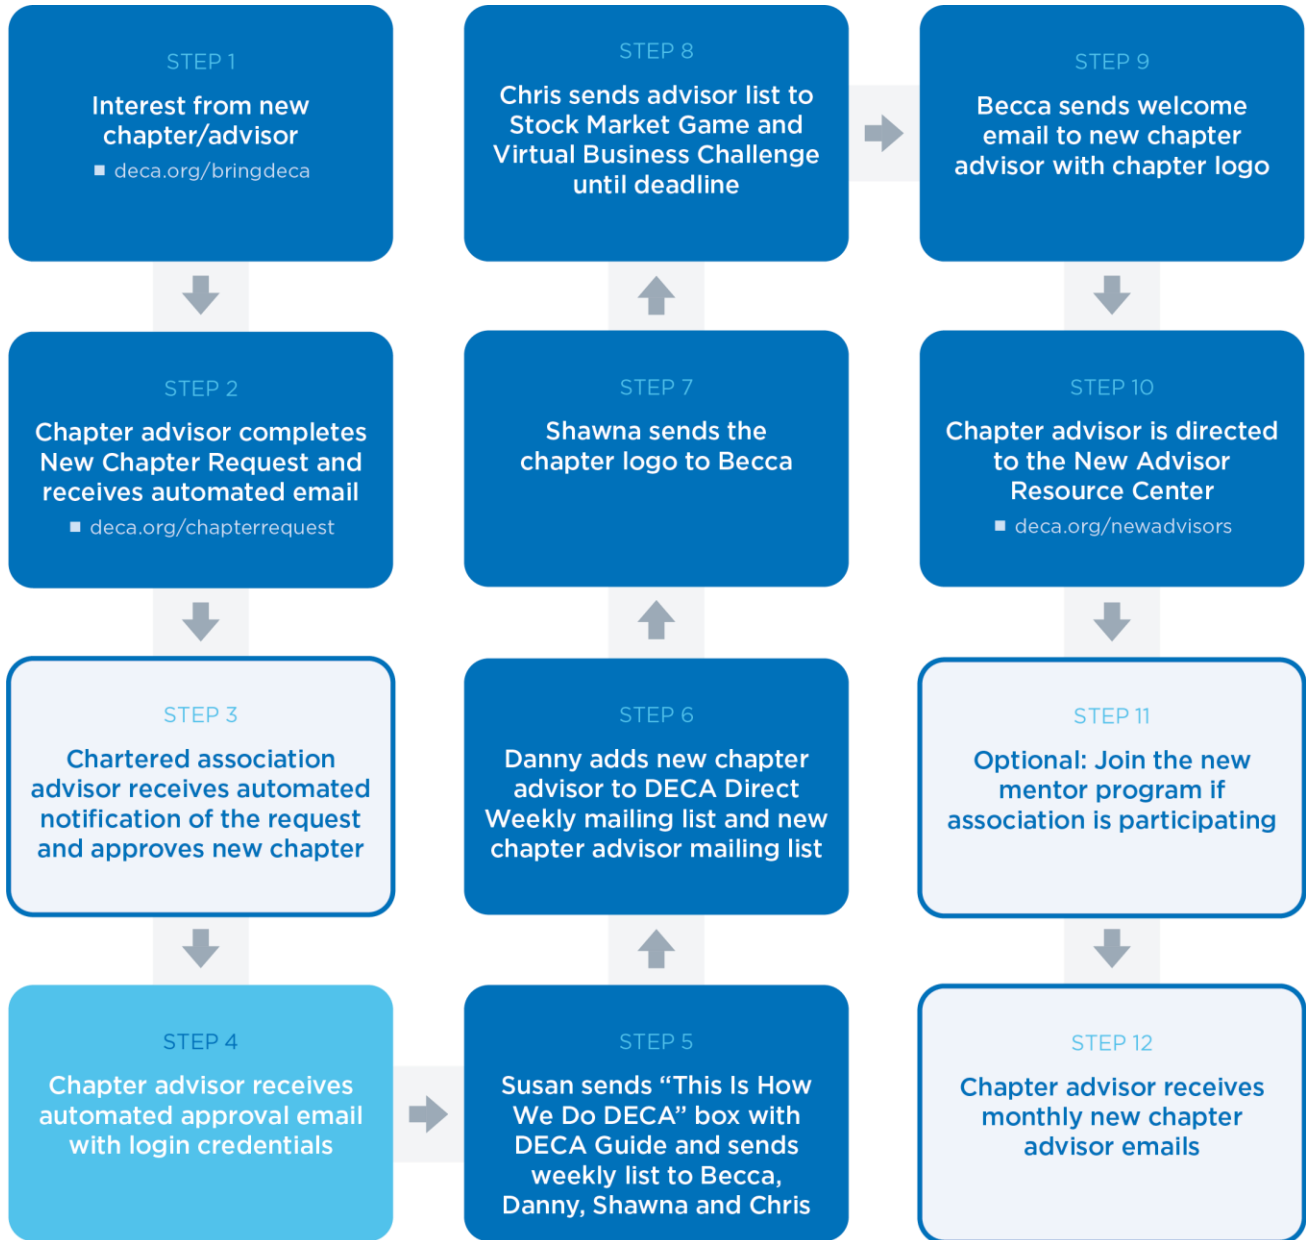 STEP 1
Interest from new
chapter/advisor
■ deca.org/bringdeca
STEP 2
Chapter advisor completes
New Chapter Request and
receives automated email
■ deca.org/chapterrequest
STEP 3
Chartered association
advisor receives automated
notification of the request
and approves new chapter
STEP 4
Chapter advisor receives
automated approval email
with login credentials
STEP 5
Susan sends “This Is How
We Do DECA” box with
DECA Guide and sends
weekly list to Becca,
Danny, Shawna and Chris
STEP 6
Danny adds new chapter
advisor to DECA Direct
Weekly mailing list and new
chapter advisor mailing list
STEP 7
Shawna sends the
chapter logo to Becca
STEP 8
Chris sends advisor list to
Stock Market Game and
Virtual Business Challenge
until deadline
STEP 9
Becca sends welcome
email to new chapter
advisor with chapter logo
STEP 10
Chapter advisor is directed
to the New Advisor
Resource Center
■ deca.org/newadvisors
STEP 11
Optional: Join the new
mentor program if
association is participating
STEP 12
Chapter advisor receives
monthly new chapter
advisor emails